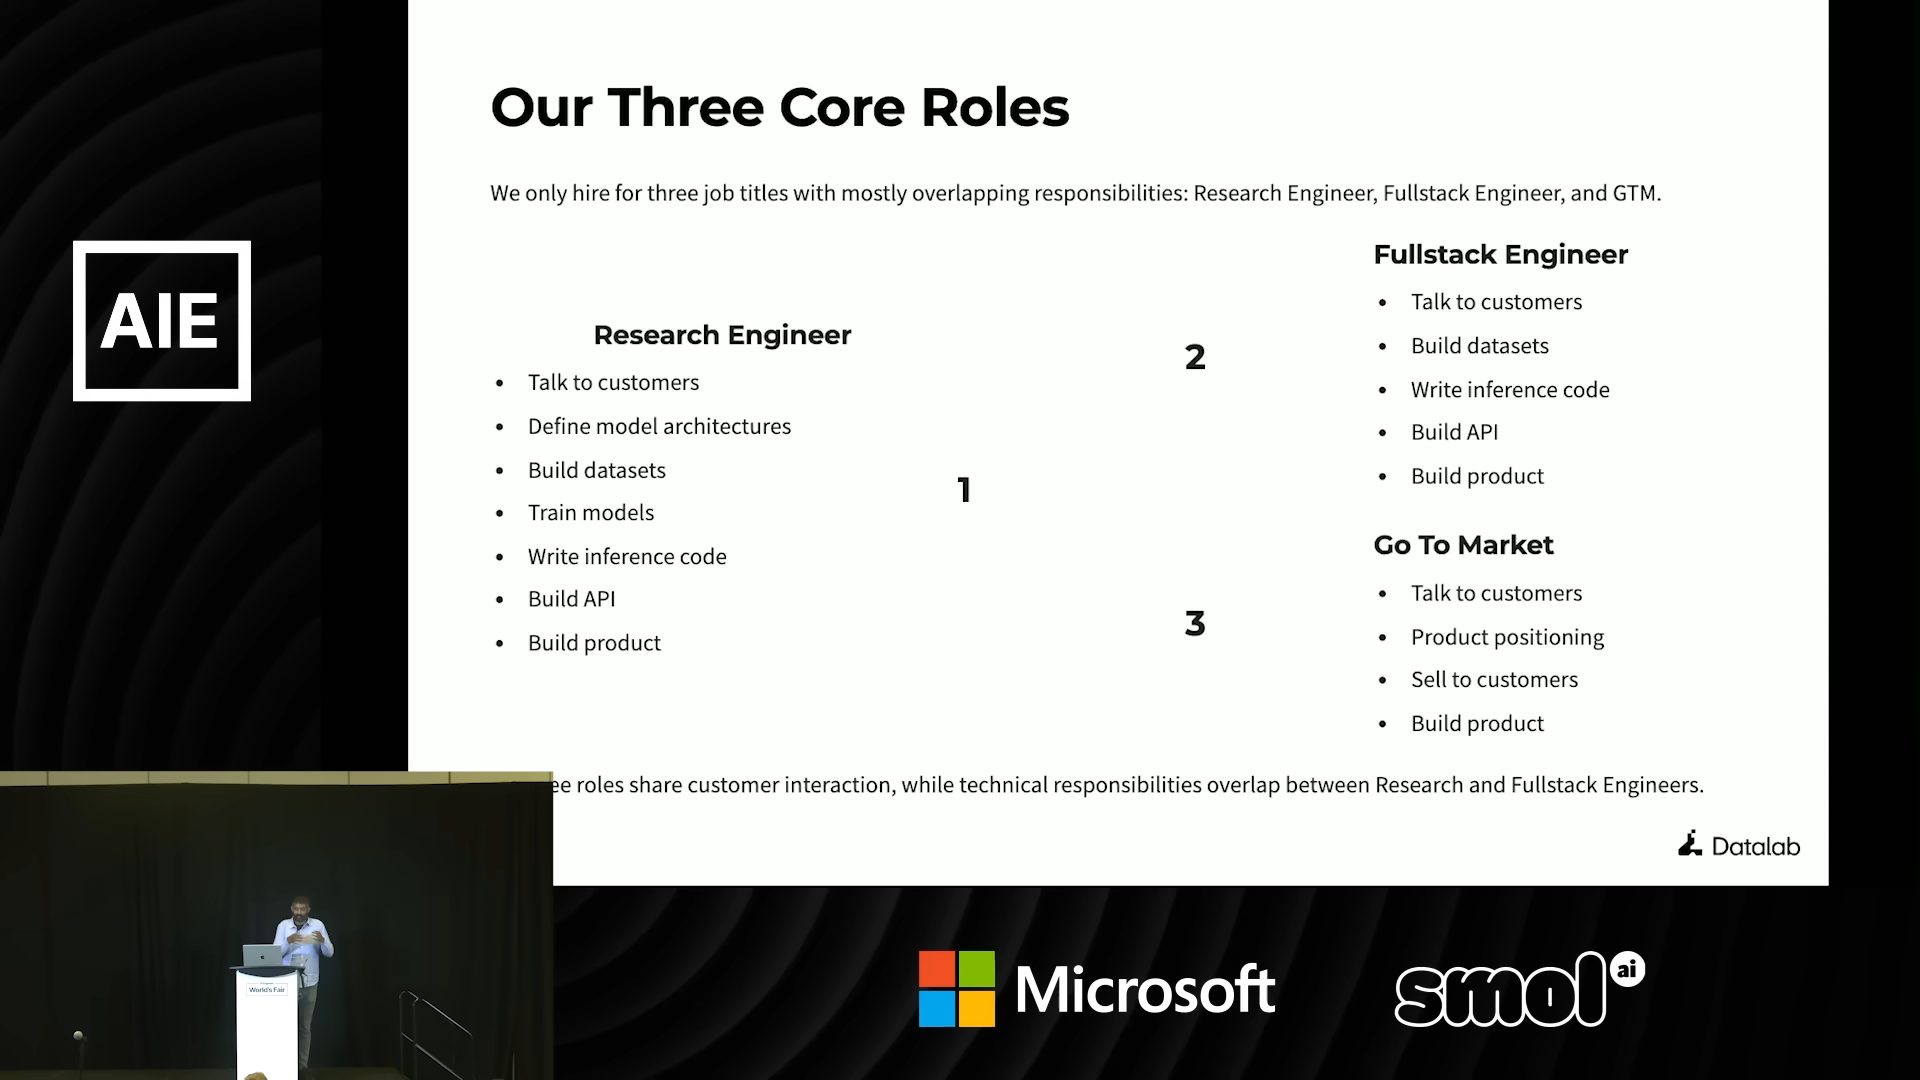 Our Three Core Roles
We only hire for three job titles with mostly overlapping responsibilities: Research Engineer, Fullstack Engineer, and GTM.
AIE
Research Engineer
• Talk to customers
• Define model architectures
• Build datasets
• Train models
• Write inference code
• Build API
• Build product
1
2
Fullstack Engineer
• Talk to customers
• Build datasets
• Write inference code
• Build API
• Build product
3
Go To Market
• Talk to customers
• Product positioning
• Sell to customers
• Build product
roles share customer interaction, while technical responsibilities overlap between Research and Fullstack Engineers.
Datalab
World's Fair
Microsoft
smol ai